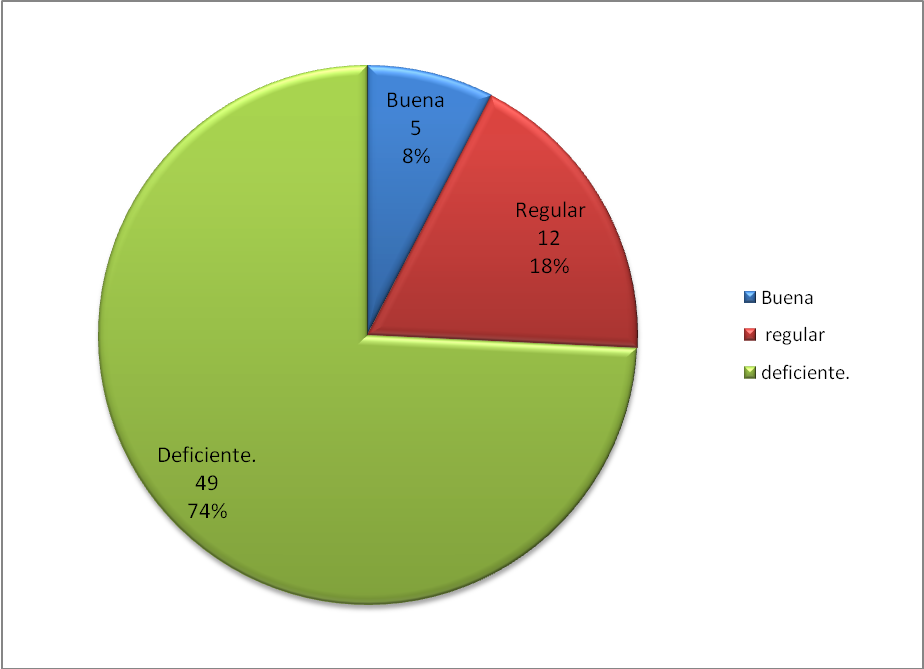 Buena
5
8%
Regular
12
18%
Deficiente.
49
74%
Buena
regular
deficiente.